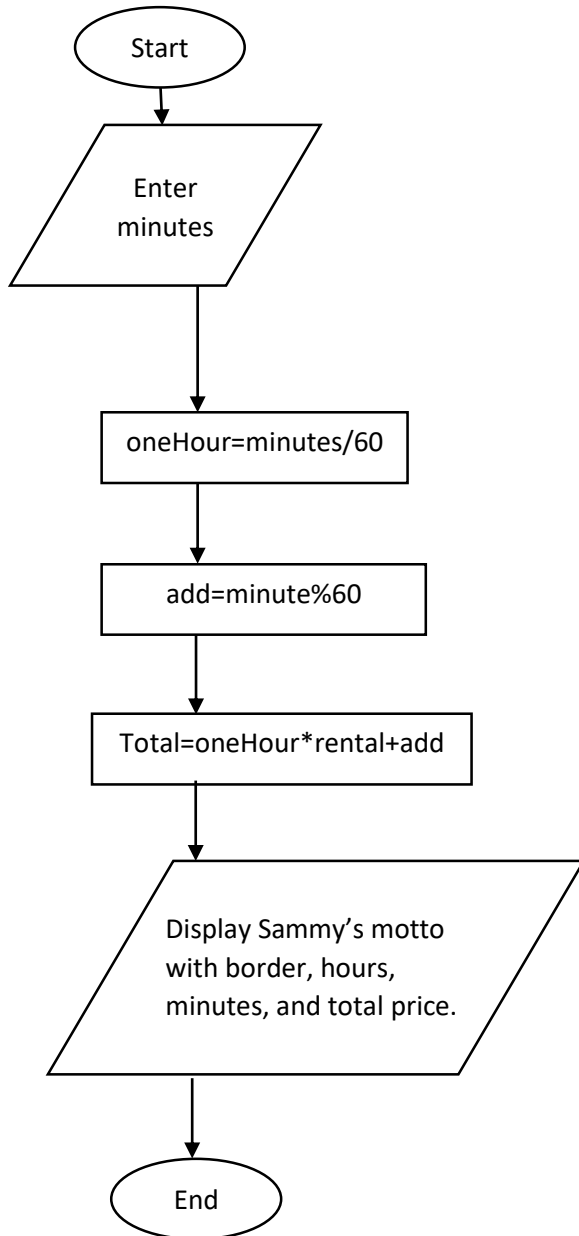 Start
Enter
minutes
oneHour=minutes/60
add=minute%60
Total=oneHour*rental+add
Display Sammy’s motto
with border, hours,
minutes, and total price.
End